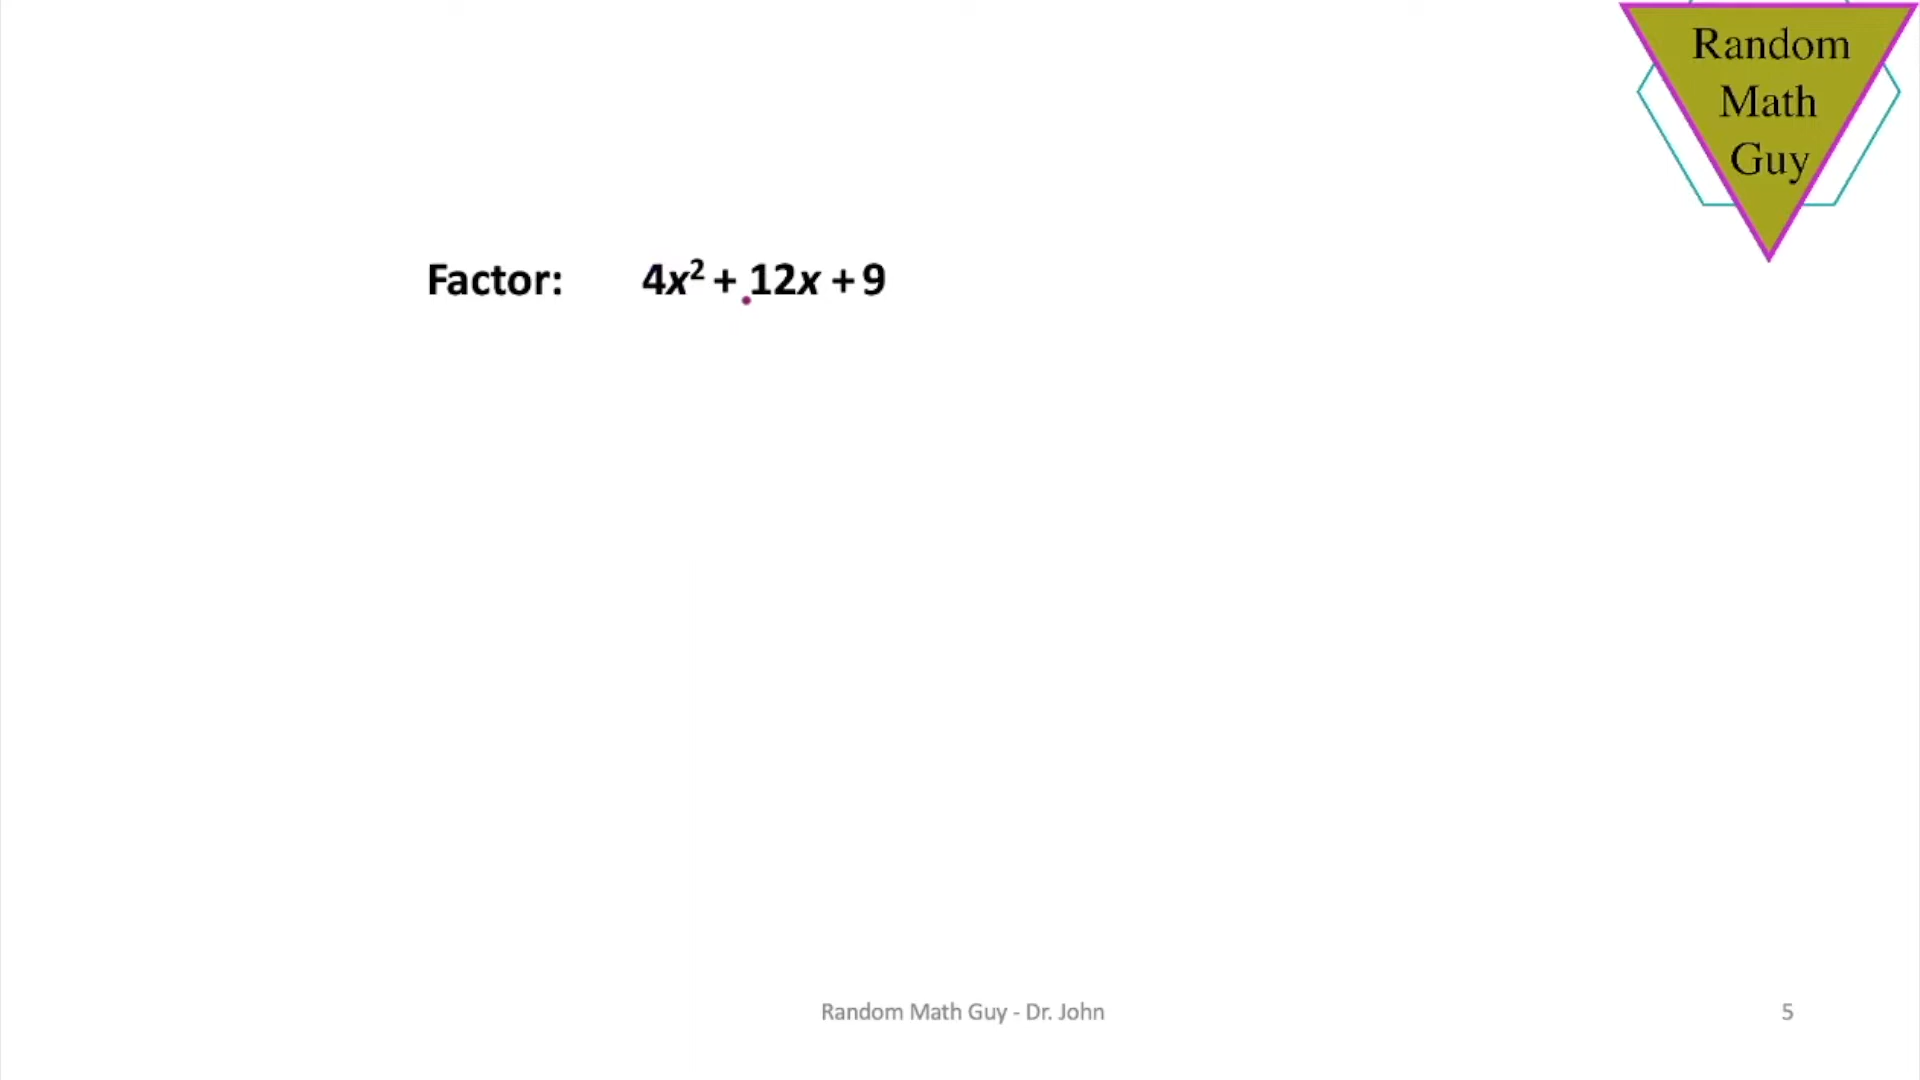 Random
Math
Guy
Factor: 4x² + 12x + 9
Random Math Guy - Dr. John
5